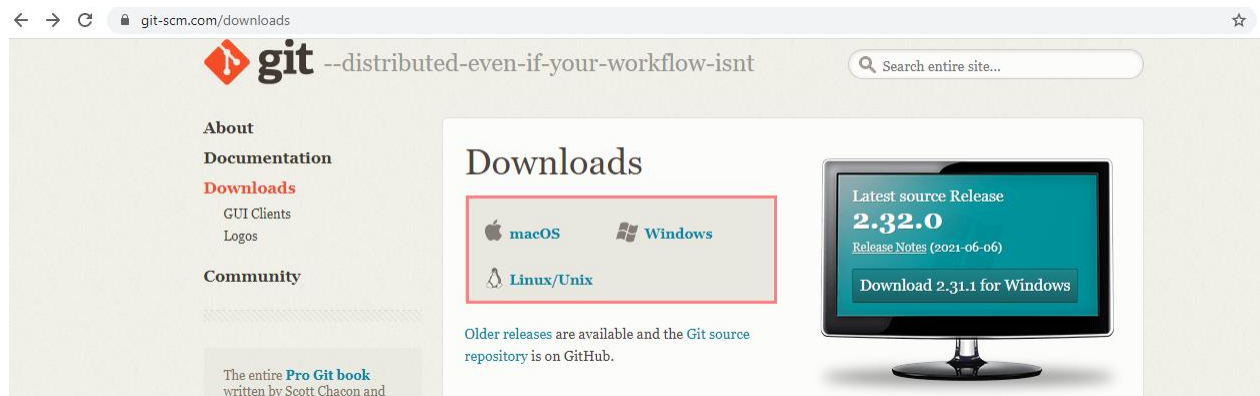 git-scm.com/downloads
git --distributed-even-if-your-workflow-isnt
Search entire site...
About
Documentation
Downloads
GUI Clients
Logos
Community
The entire Pro Git book
written by Scott Chacon and
Downloads
macOS
Windows
Linux/Unix
Older releases are available and the Git source
repository is on GitHub.
Latest source Release
2.32.0
Release Notes (2021-06-06)
Download 2.31.1 for Windows